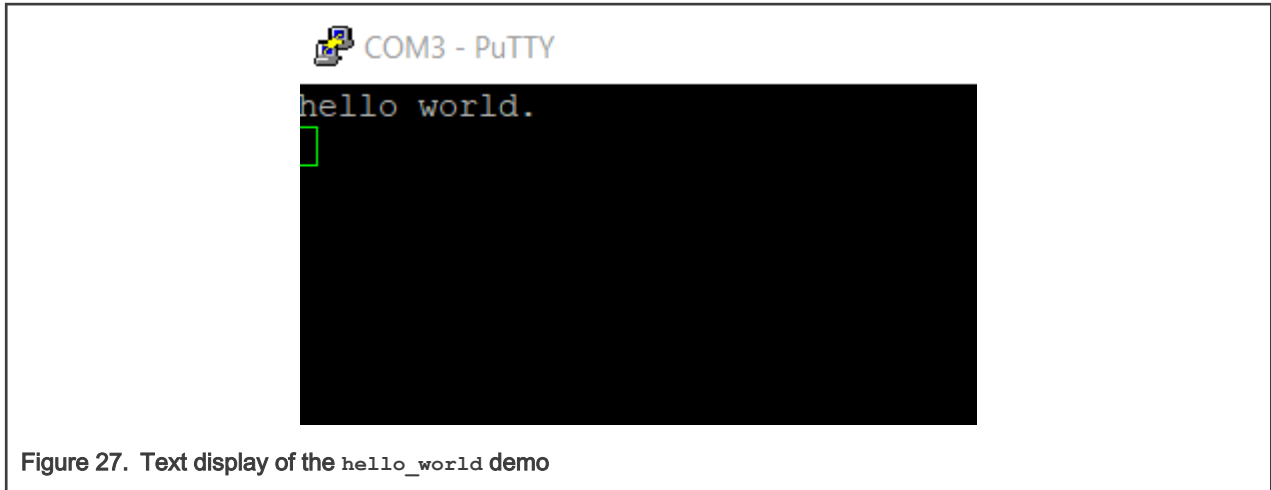 COM3 - PuTTY
hello world.
Figure 27. Text display of the hello_world demo